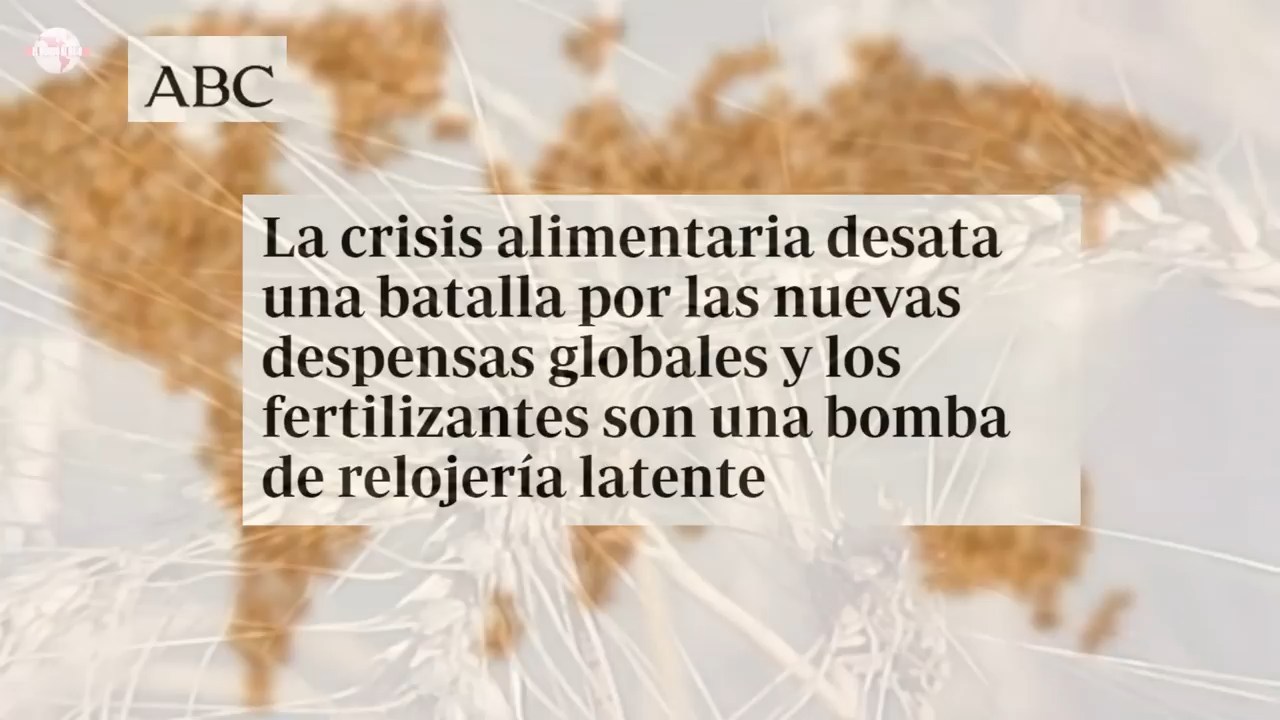 ABC
La crisis alimentaria desata
una batalla por las nuevas
despensas globales y los
fertilizantes son una bomba
de relojería latente